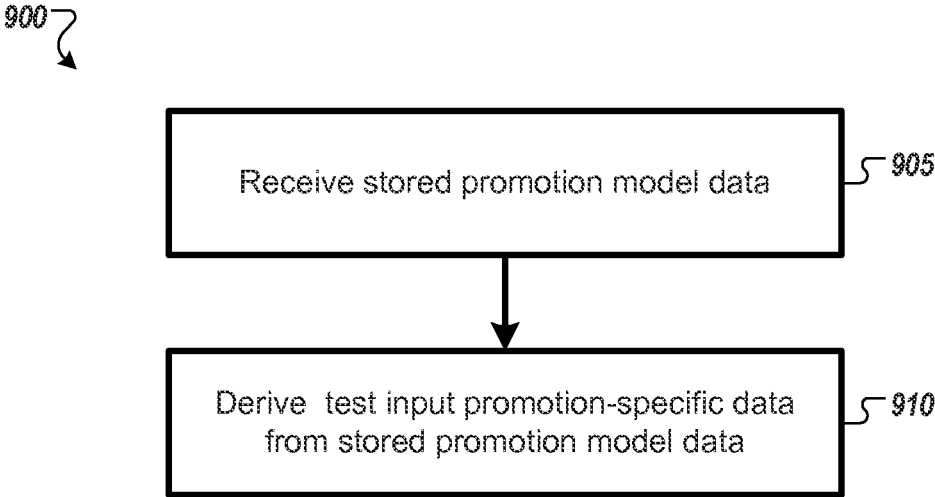 900
Receive stored promotion model data
905
Derive test input promotion-specific data
from stored promotion model data
910